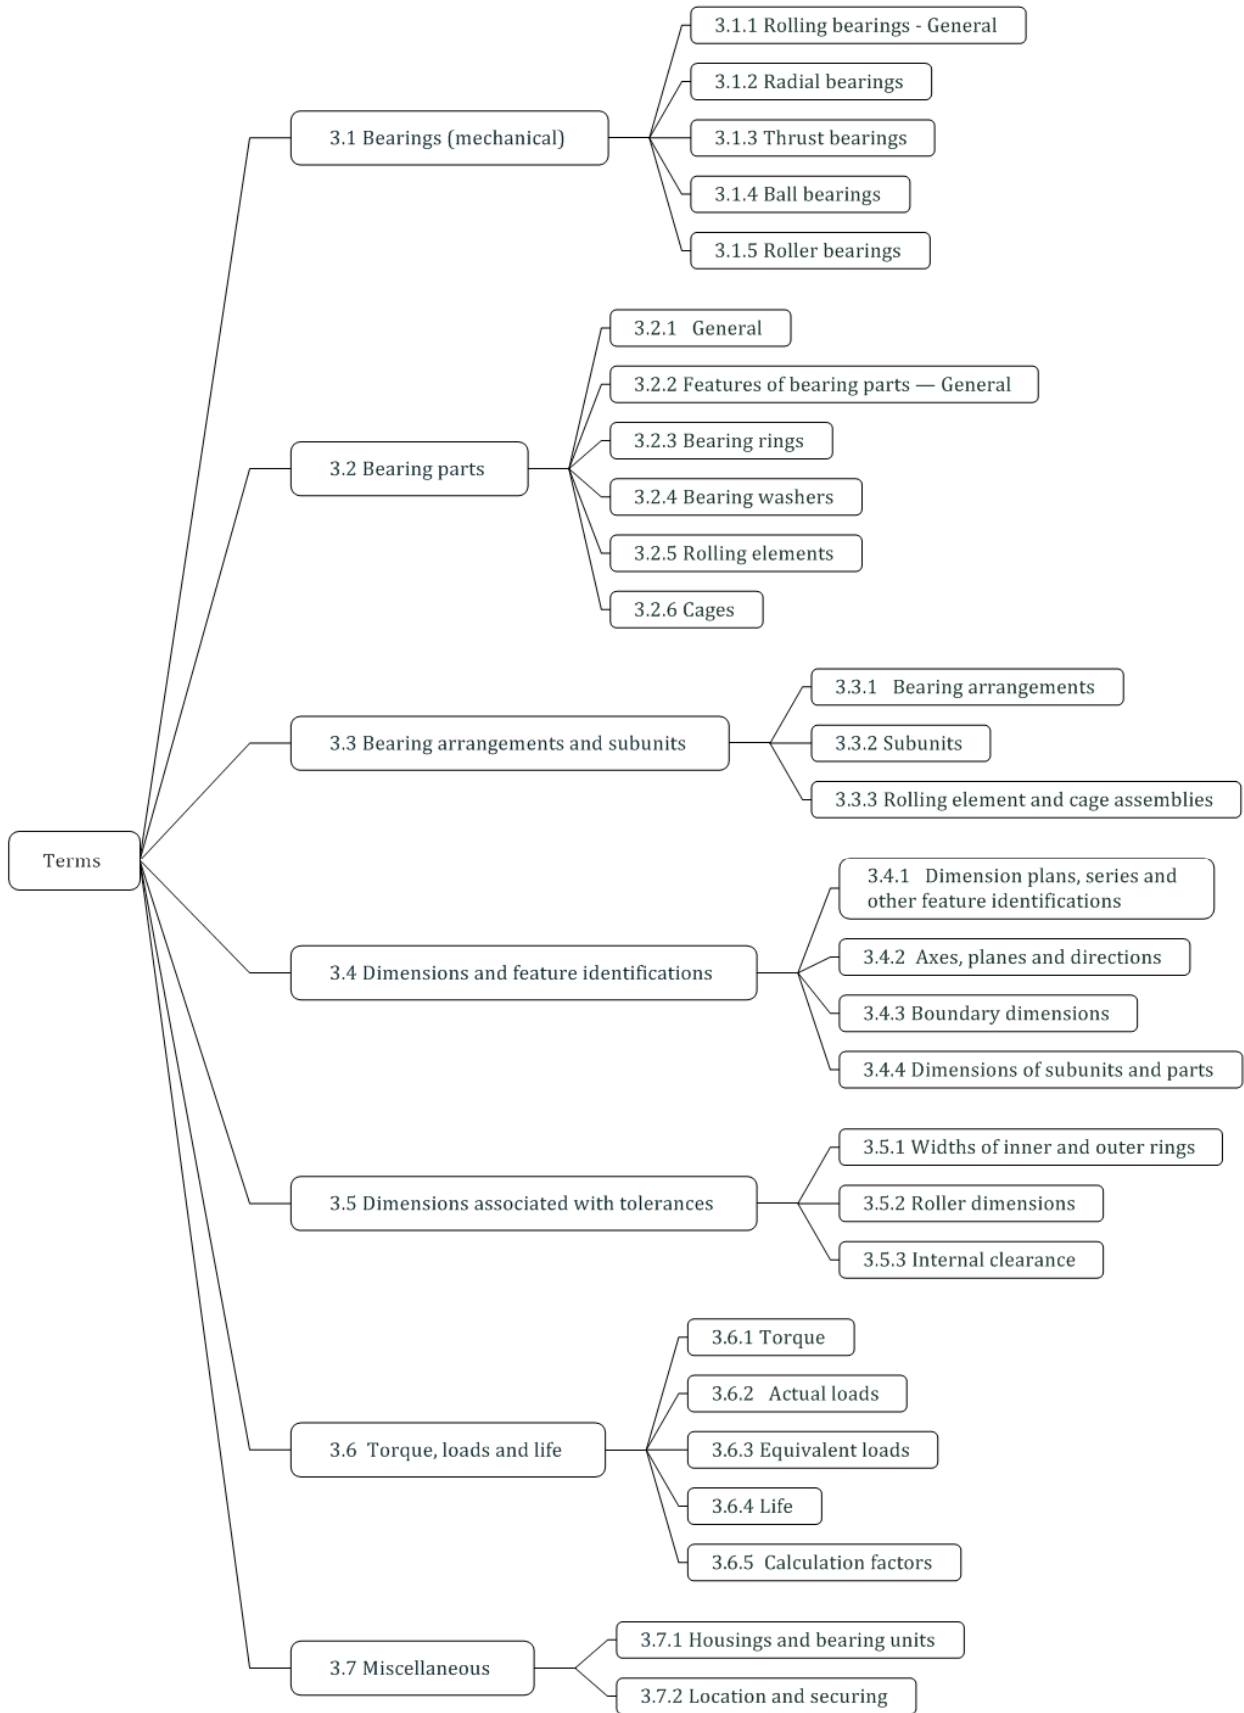 Terms
3.1 Bearings (mechanical)
3.1.1 Rolling bearings - General
3.1.2 Radial bearings
3.1.3 Thrust bearings
3.1.4 Ball bearings
3.1.5 Roller bearings
3.2 Bearing parts
3.2.1 General
3.2.2 Features of bearing parts — General
3.2.3 Bearing rings
3.2.4 Bearing washers
3.2.5 Rolling elements
3.2.6 Cages
3.3 Bearing arrangements and subunits
3.3.1 Bearing arrangements
3.3.2 Subunits
3.3.3 Rolling element and cage assemblies
3.4 Dimensions and feature identifications
3.4.1 Dimension plans, series and
other feature identifications
3.4.2 Axes, planes and directions
3.4.3 Boundary dimensions
3.4.4 Dimensions of subunits and parts
3.5 Dimensions associated with tolerances
3.5.1 Widths of inner and outer rings
3.5.2 Roller dimensions
3.5.3 Internal clearance
3.6 Torque, loads and life
3.6.1 Torque
3.6.2 Actual loads
3.6.3 Equivalent loads
3.6.4 Life
3.6.5 Calculation factors
3.7 Miscellaneous
3.7.1 Housings and bearing units
3.7.2 Location and securing